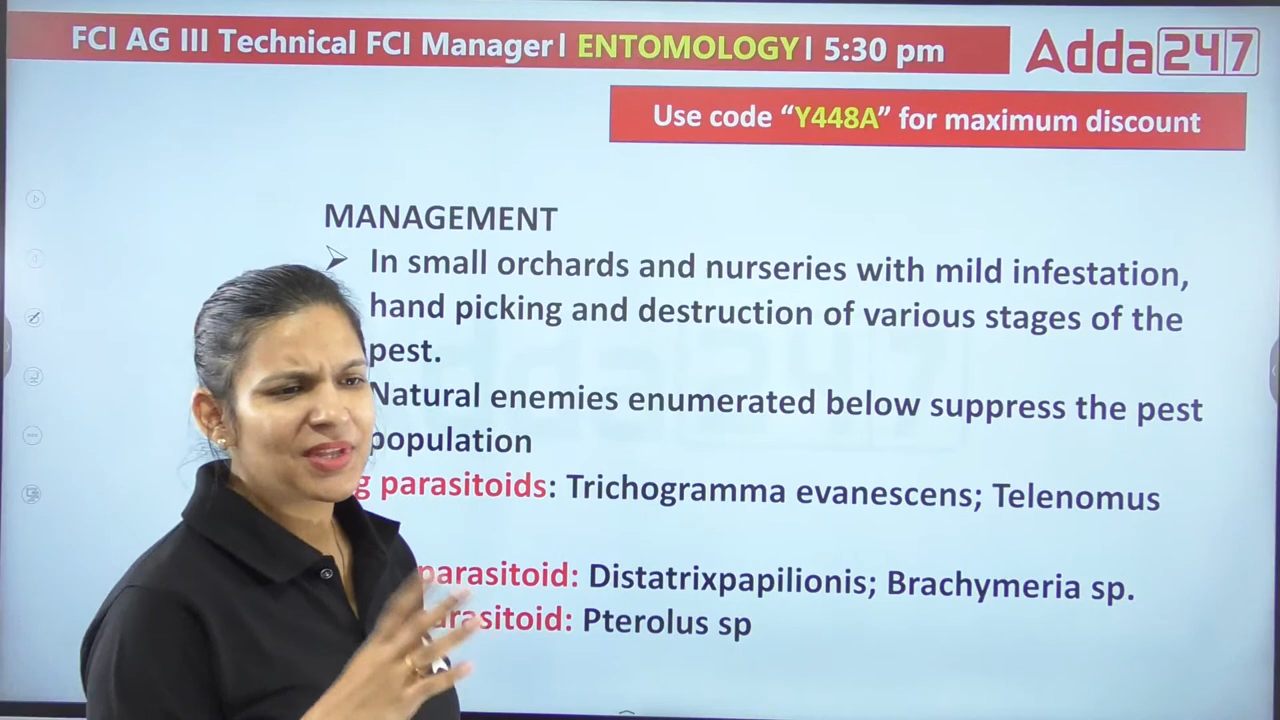 FCI AG III Technical FCI Manager| ENTOMOLOGY| 5:30 pm
Adda247
Use code “Y448A” for maximum discount
MANAGEMENT
In small orchards and nurseries with mild infestation,
hand picking and destruction of various stages of the
pest.
Natural enemies enumerated below suppress the pest
population
parasitoids: Trichogramma evanescens; Telenomus
parasitoid: Distatrixpapilionis; Brachymeria sp.
Pterolus sp